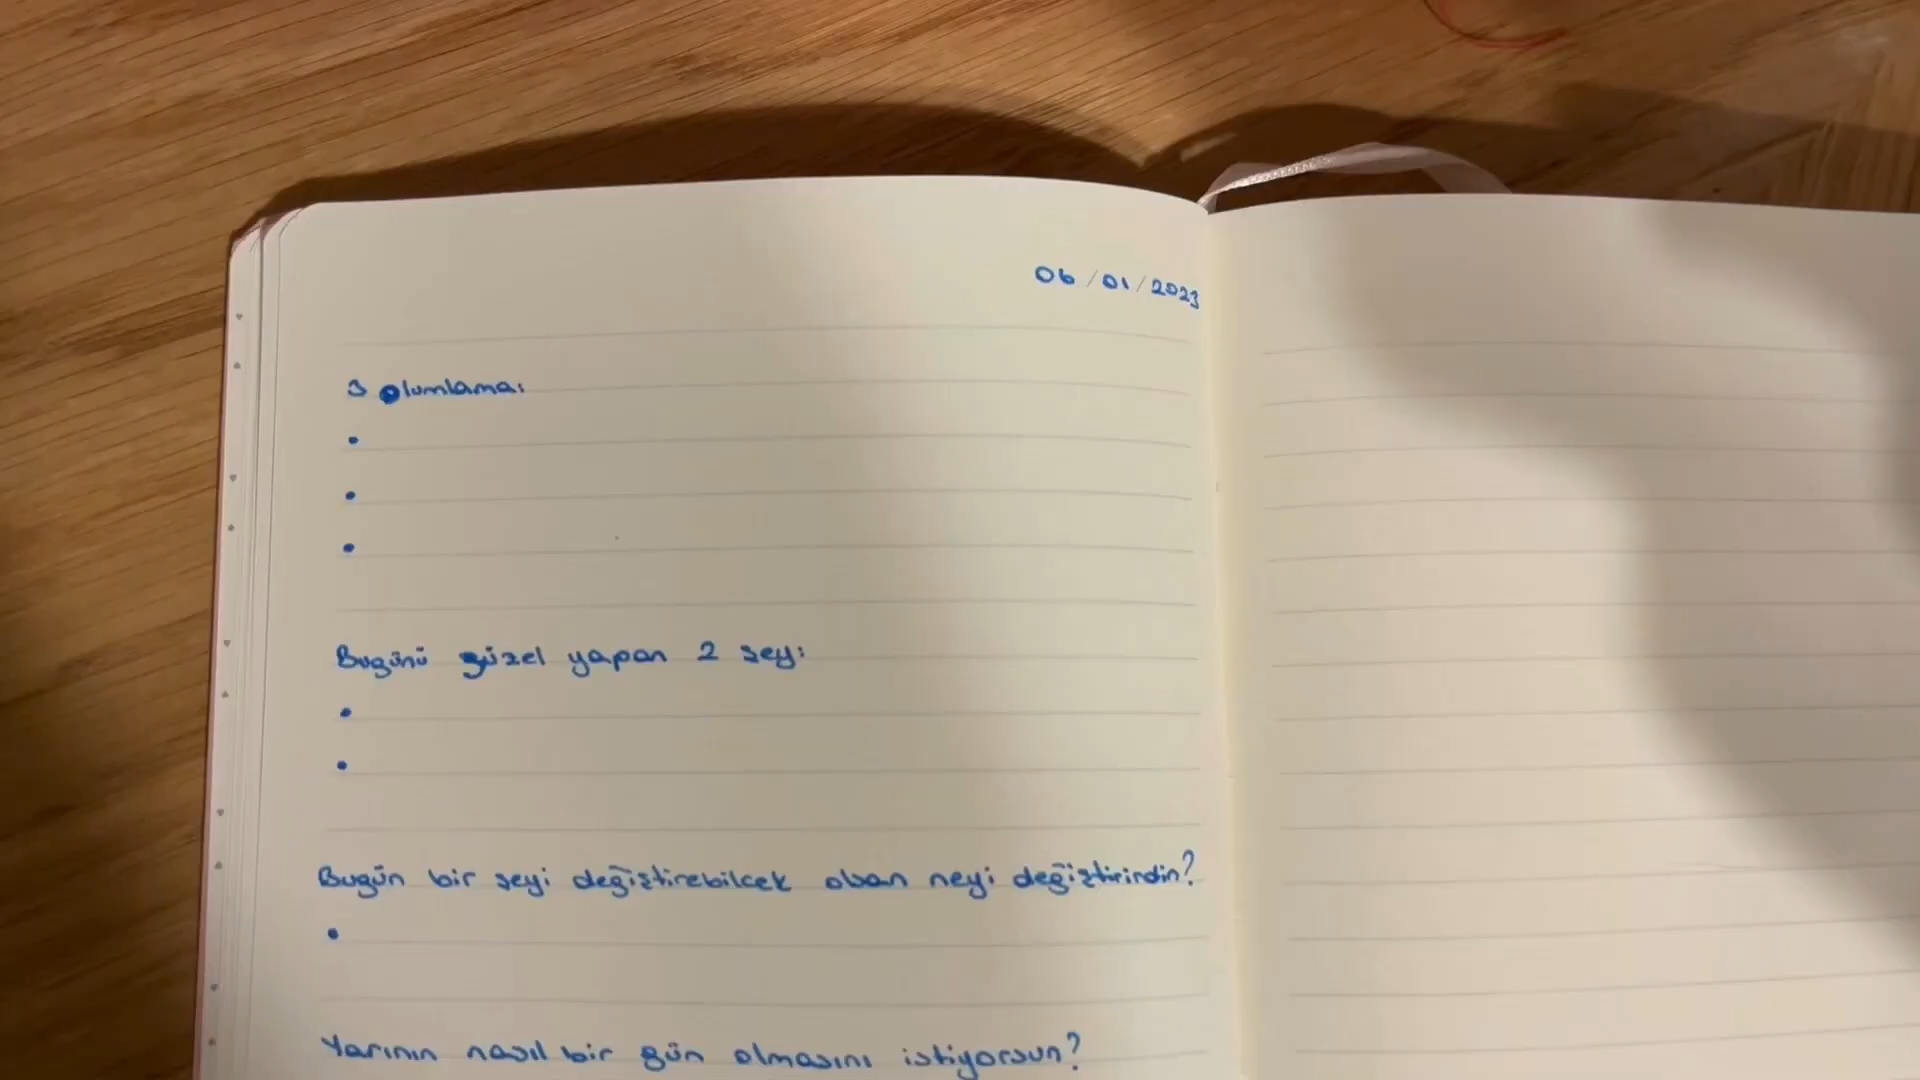 06/01/2023
3 olumlama:
•
•
•
Bugünü güzel yapan 2 şey:
•
•
Bugün bir şeyi değiştirebilcek olsan neyi değiştirirdin?
•
Yarının nasıl bir gün olmasını istiyorsun?